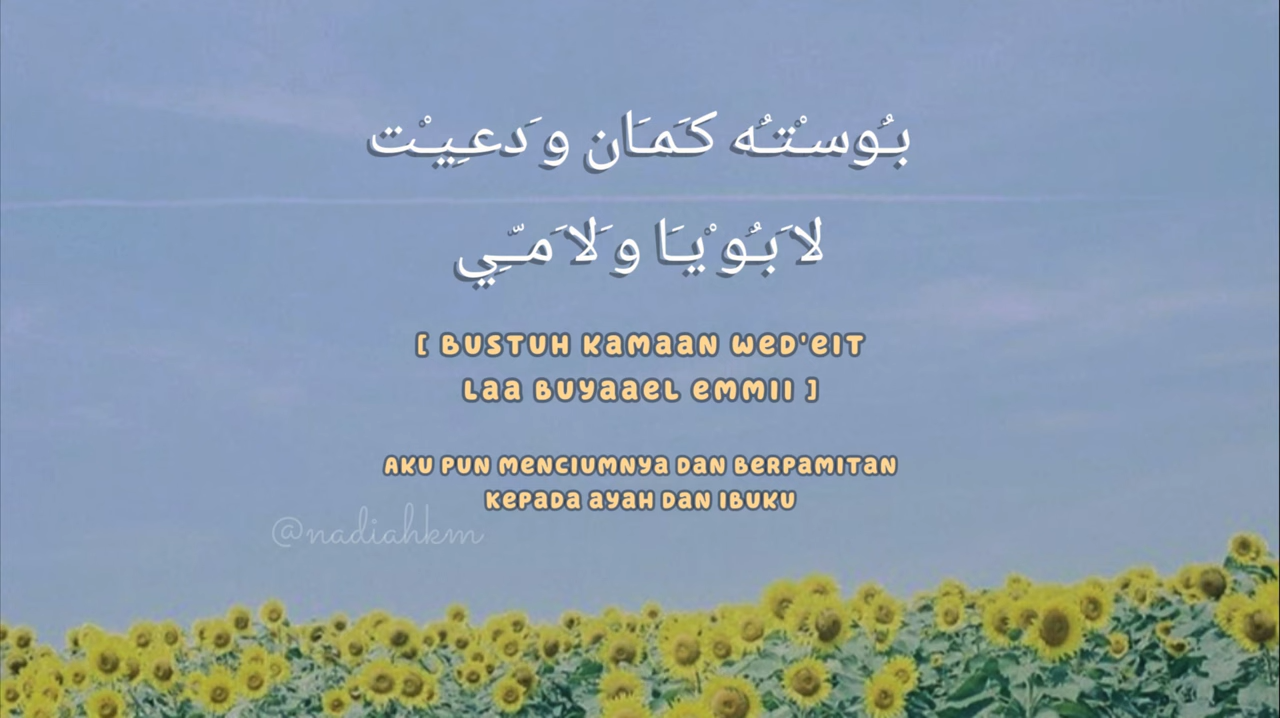 بُوسْتُه كَمَان وَدعِيْت
لاَبُوْيَا وَلاَمِّي
[ BUSTUH KAMAAN WED'EIT
LAA BUYAAEL EMMII ]
AKU PUN MENCIUMNYA DAN BERPAMITAN
KEPADA AYAH DAN IBUKU
@nadiahkm